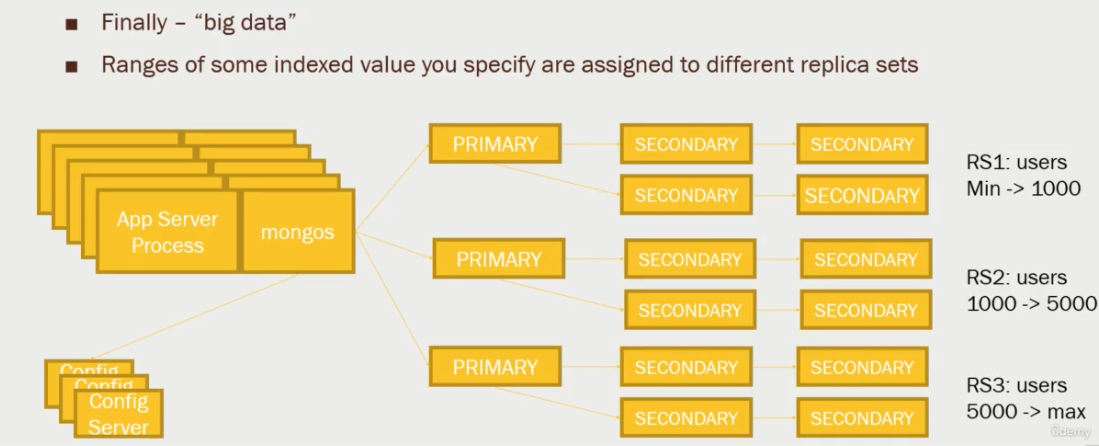 Finally – “big data”
Ranges of some indexed value you specify are assigned to different replica sets
App Server
Process
mongos
Config
Config
Config
Server
PRIMARY
SECONDARY
SECONDARY
SECONDARY
SECONDARY
RS1: users
Min -> 1000
PRIMARY
SECONDARY
SECONDARY
SECONDARY
SECONDARY
RS2: users
1000 -> 5000
PRIMARY
SECONDARY
SECONDARY
SECONDARY
SECONDARY
RS3: users
5000 -> max
ûdemy